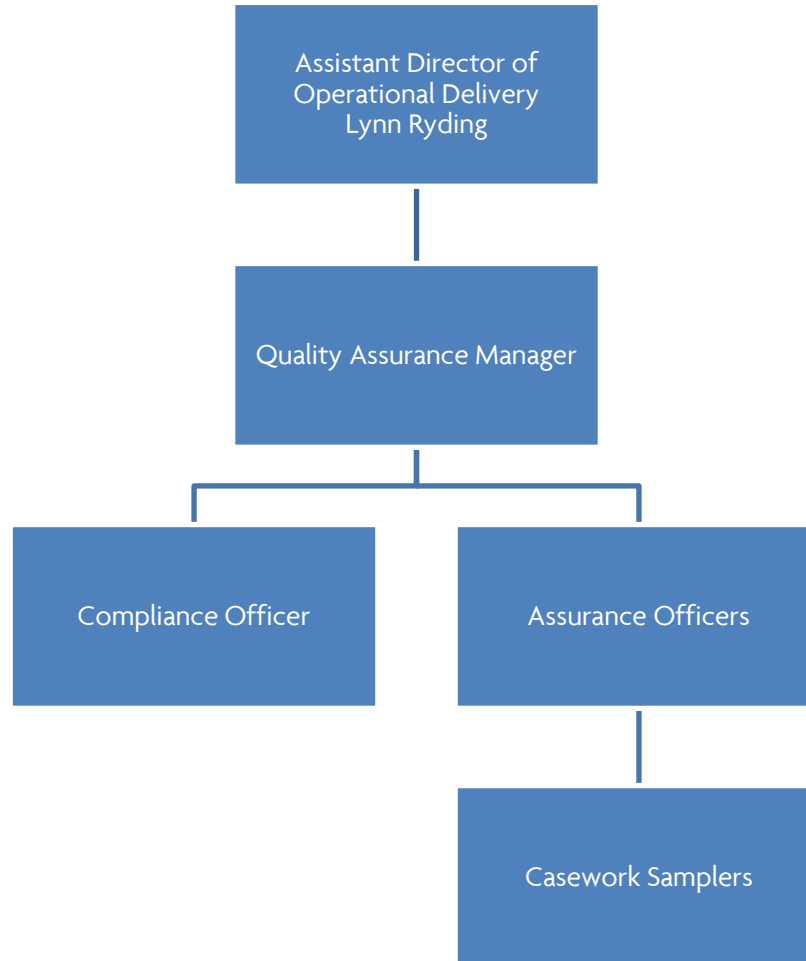 Assistant Director of
Operational Delivery
Lynn Ryding
Quality Assurance Manager
Compliance Officer
Assurance Officers
Casework Samplers